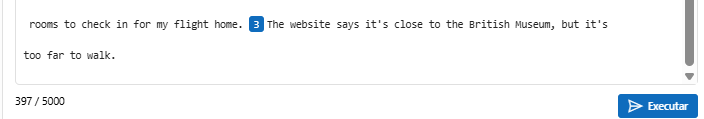 rooms to check in for my flight home. 3 The website says it's close to the British Museum, but it's
too far to walk.
397 / 5000
Executar